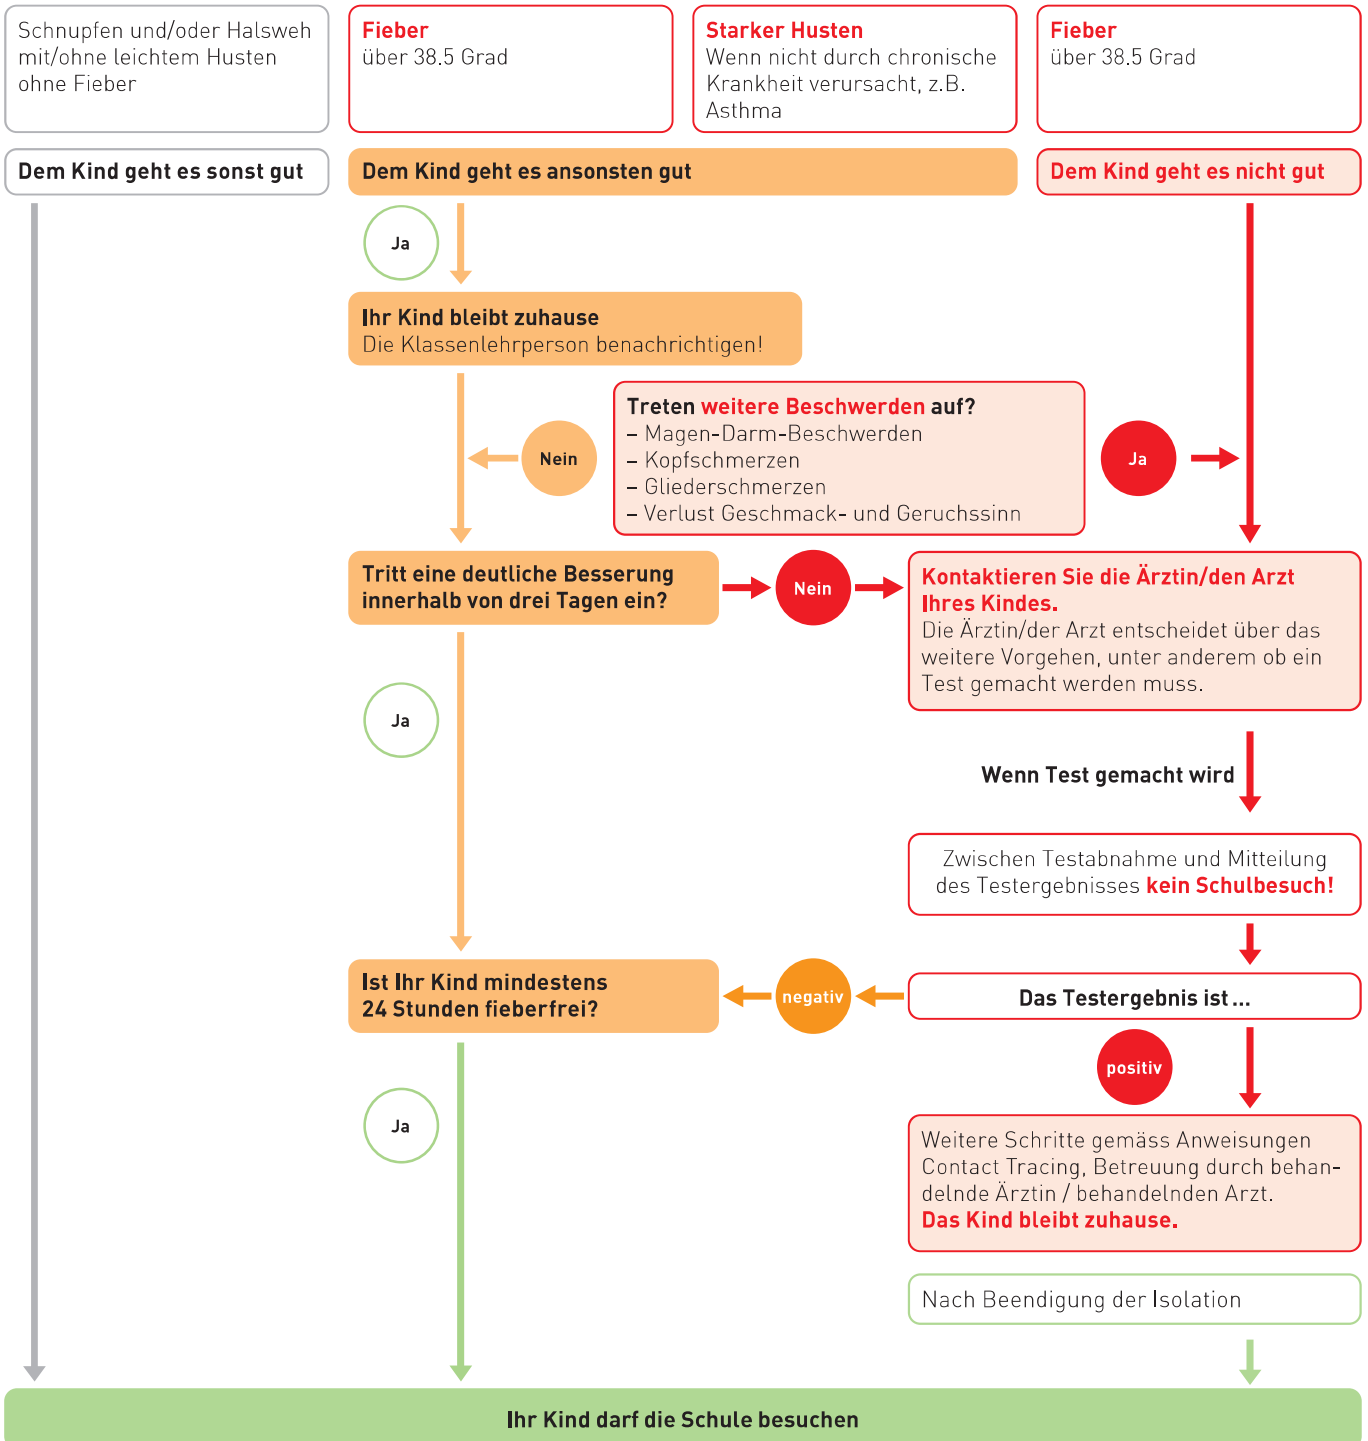 Schnupfen und/oder Halsweh
mit/ohne leichtem Husten
ohne Fieber
Fieber
über 38.5 Grad
Starker Husten
Wenn nicht durch chronische
Krankheit verursacht, z.B.
Asthma
Fieber
über 38.5 Grad
Dem Kind geht es sonst gut
Dem Kind geht es ansonsten gut
Dem Kind geht es nicht gut
Ja
Ihr Kind bleibt zuhause
Die Klassenlehrperson benachrichtigen!
Treten weitere Beschwerden auf?
– Magen-Darm-Beschwerden
– Kopfschmerzen
– Gliederschmerzen
– Verlust Geschmack- und Geruchssinn
Nein
Ja
Tritt eine deutliche Besserung
innerhalb von drei Tagen ein?
Nein
Kontaktieren Sie die Ärztin/den Arzt
Ihres Kindes.
Die Ärztin/der Arzt entscheidet über das
weitere Vorgehen, unter anderem ob ein
Test gemacht werden muss.
Ja
Wenn Test gemacht wird
Zwischen Testabnahme und Mitteilung
des Testergebnisses kein Schulbesuch!
Ist Ihr Kind mindestens
24 Stunden fieberfrei?
negativ
Das Testergebnis ist ...
positiv
Ja
Weitere Schritte gemäss Anweisungen
Contact Tracing, Betreuung durch behan-
delnde Ärztin / behandelnden Arzt.
Das Kind bleibt zuhause.
Nach Beendigung der Isolation
Ihr Kind darf die Schule besuchen